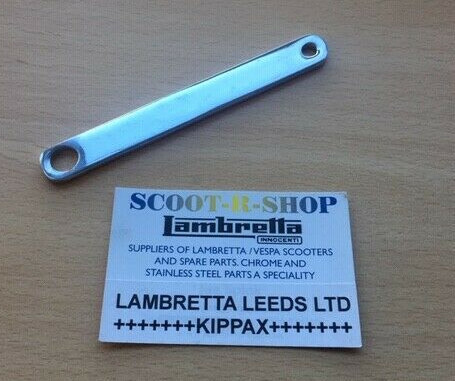 SCOOT-R-SHOP
Lambretta
INNOCENTI
SUPPLIERS OF LAMBRETTA / VESPA SCOOTERS
AND SPARE PARTS. CHROME AND
STAINLESS STEEL PARTS A SPECIALITY
LAMBRETTA LEEDS LTD
+++++++KIPPAX+++++++